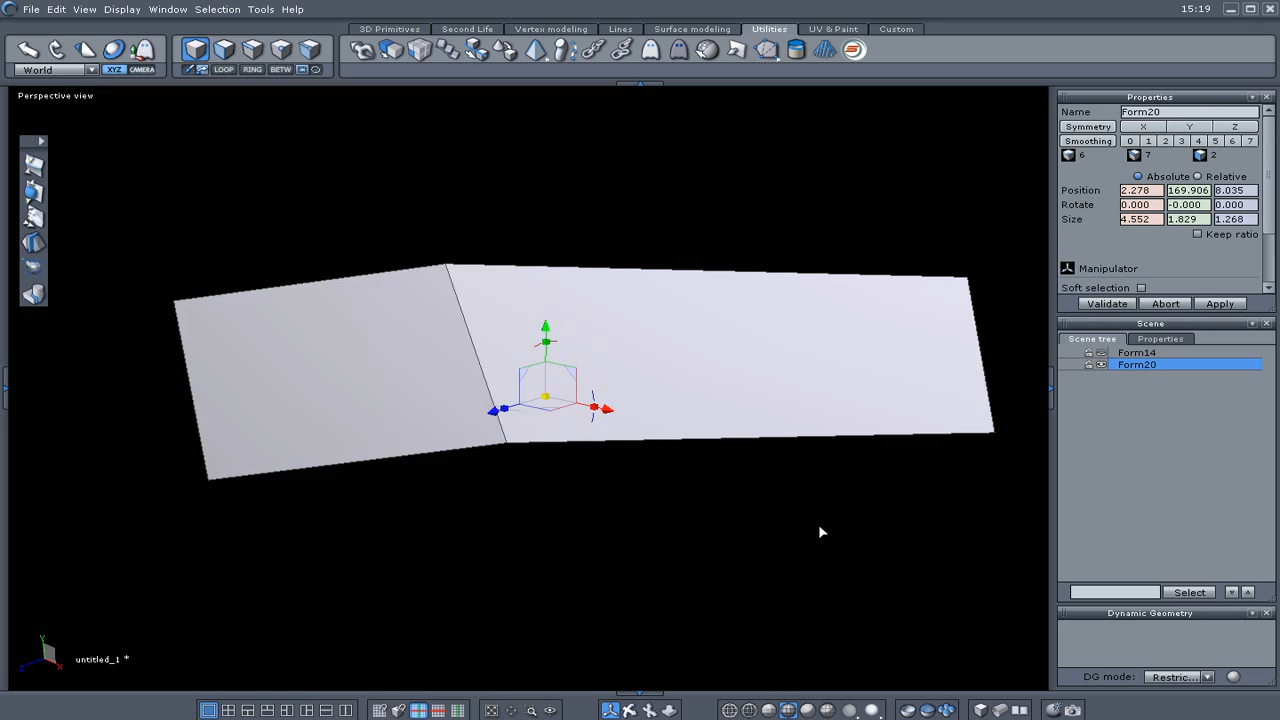 File Edit View Display Window Selection Tools Help
15:19
3D Primitives Second Life Vertex modeling Lines Surface modeling Utilities UV & Paint Custom
World XYZ CAMERA LOOP RING BETW
Perspective view
Properties
Name Form20
Symmetry X Y Z
Smoothing 0 1 2 3 4 5 6 7
6 7 2
Absolute Relative
Position 2.278 169.906 8.035
Rotate 0.000 -0.000 0.000
Size 4.552 1.829 1.268
Keep ratio
Manipulator
Soft selection
Validate Abort Apply
Scene
Scene tree Properties
Form14
Form20
Select
Dynamic Geometry
DG mode: Restric...
Y
Z X
untitled_1 *